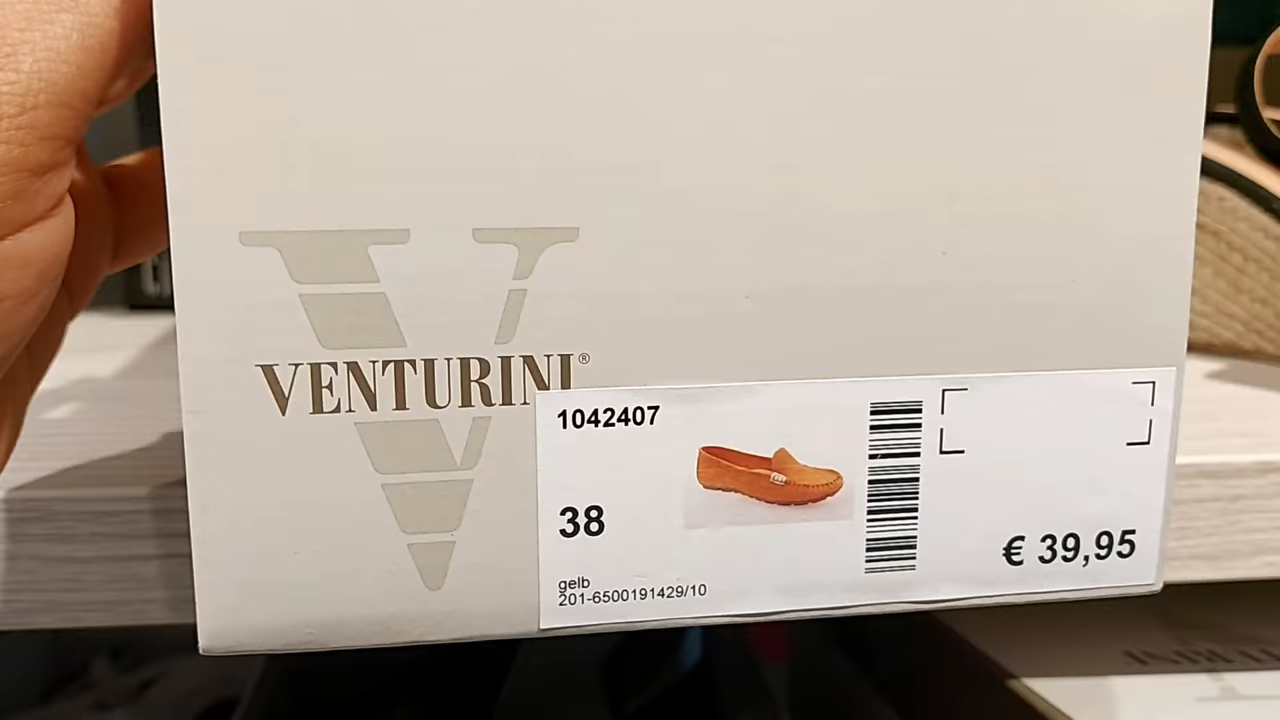 VENTURINI®
1042407
38
gelb
201-6500191429/10
€ 39,95